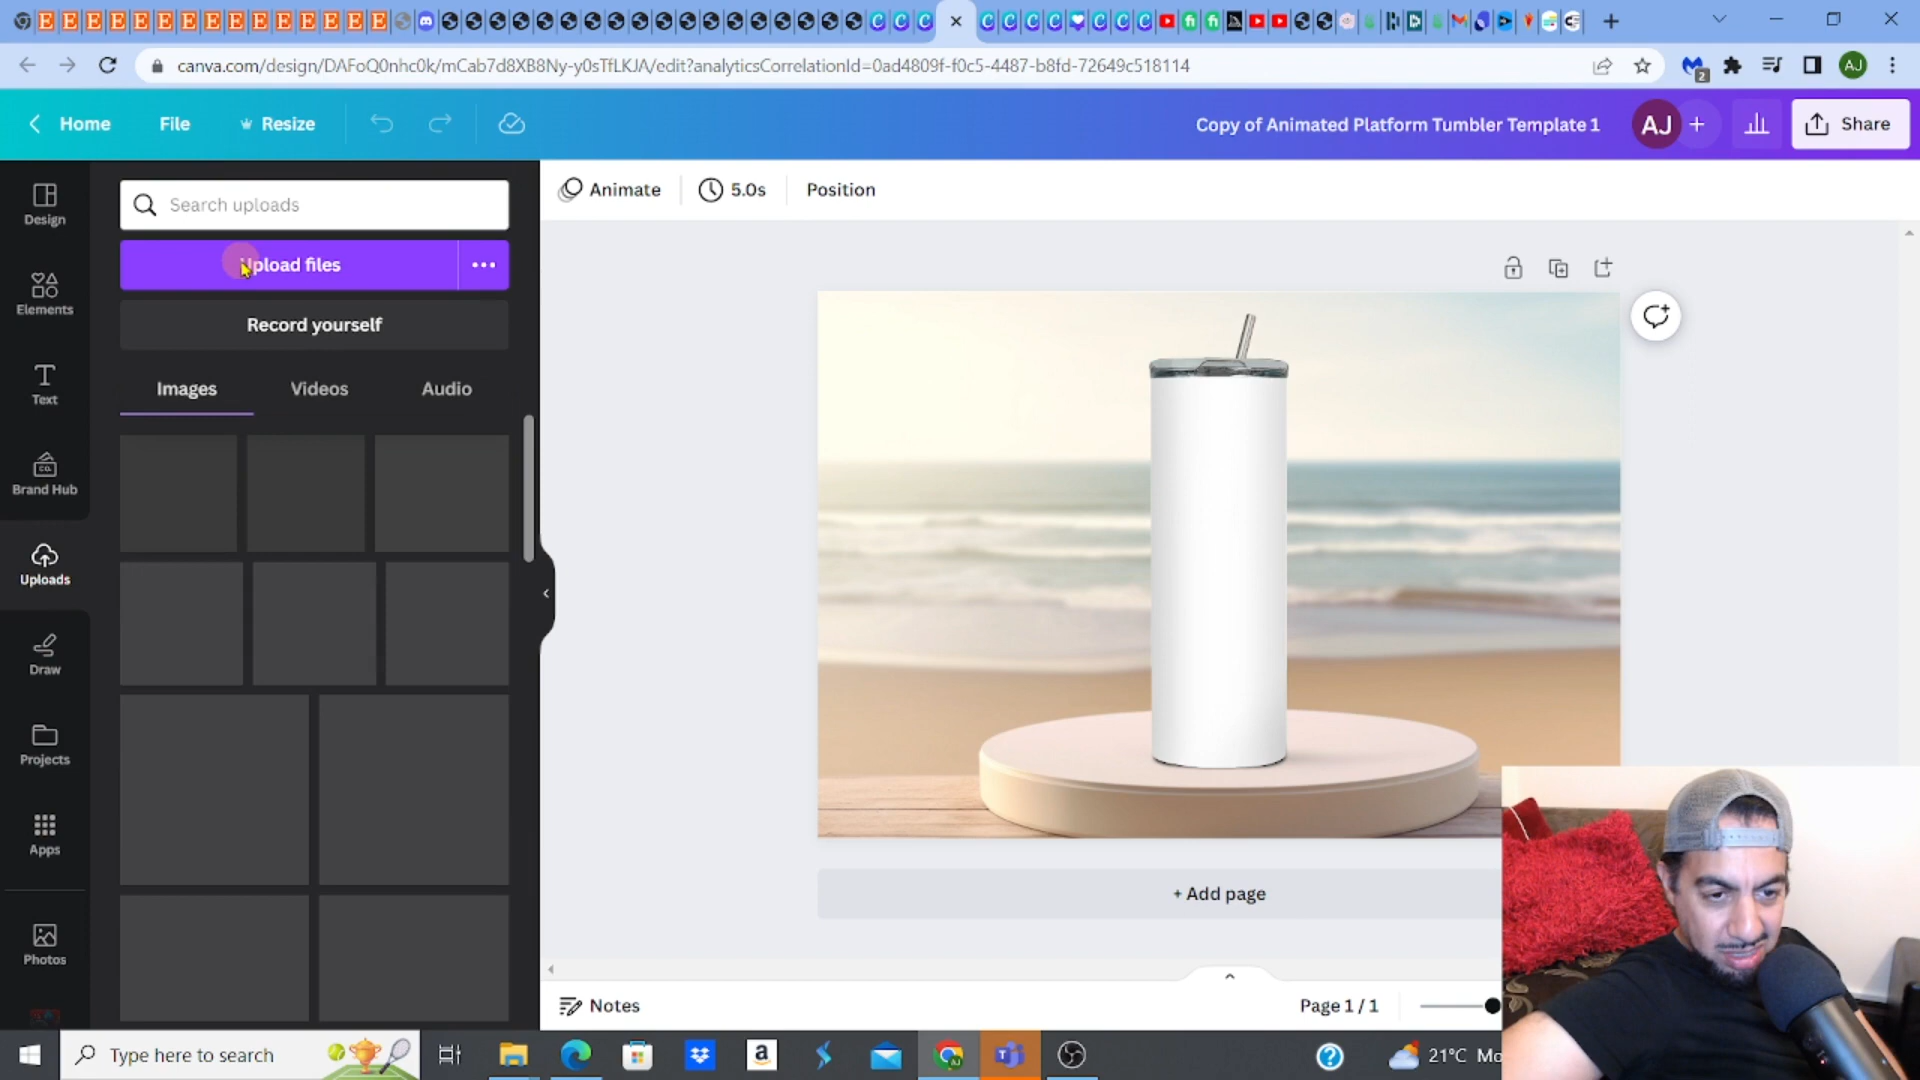 canva.com/design/DAFoQ0nhc0k/mCab7d8XB8Ny-y0sTfLKJA/edit?analyticsCorrelationId=0ad4809f-f0c5-4487-b8fd-72649c518114
2
AJ
Home
File
Resize
Copy of Animated Platform Tumbler Template 1
AJ
+
Share
Design
Elements
Text
Brand Hub
Uploads
Draw
Projects
Apps
Photos
Search uploads
Upload files
Record yourself
Images
Videos
Audio
Animate
5.0s
Position
+ Add page
Notes
Page 1 / 1
Type here to search
21°C